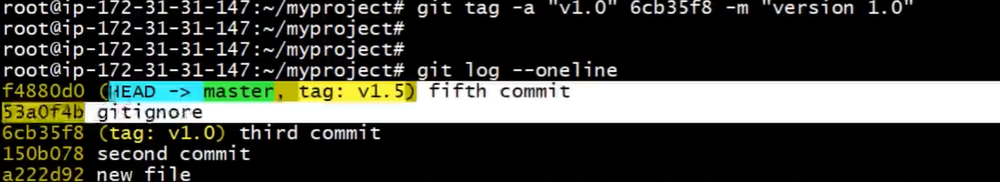 root@ip-172-31-31-147:~/myproject# git tag -a "v1.0" 6cb35f8 -m "version 1.0"
root@ip-172-31-31-147:~/myproject#
root@ip-172-31-31-147:~/myproject#
root@ip-172-31-31-147:~/myproject# git log --oneline
f4880d0 (HEAD -> master, tag: v1.5) fifth commit
53a0f4b gitignore
6cb35f8 (tag: v1.0) third commit
150b078 second commit
a222d92 new file